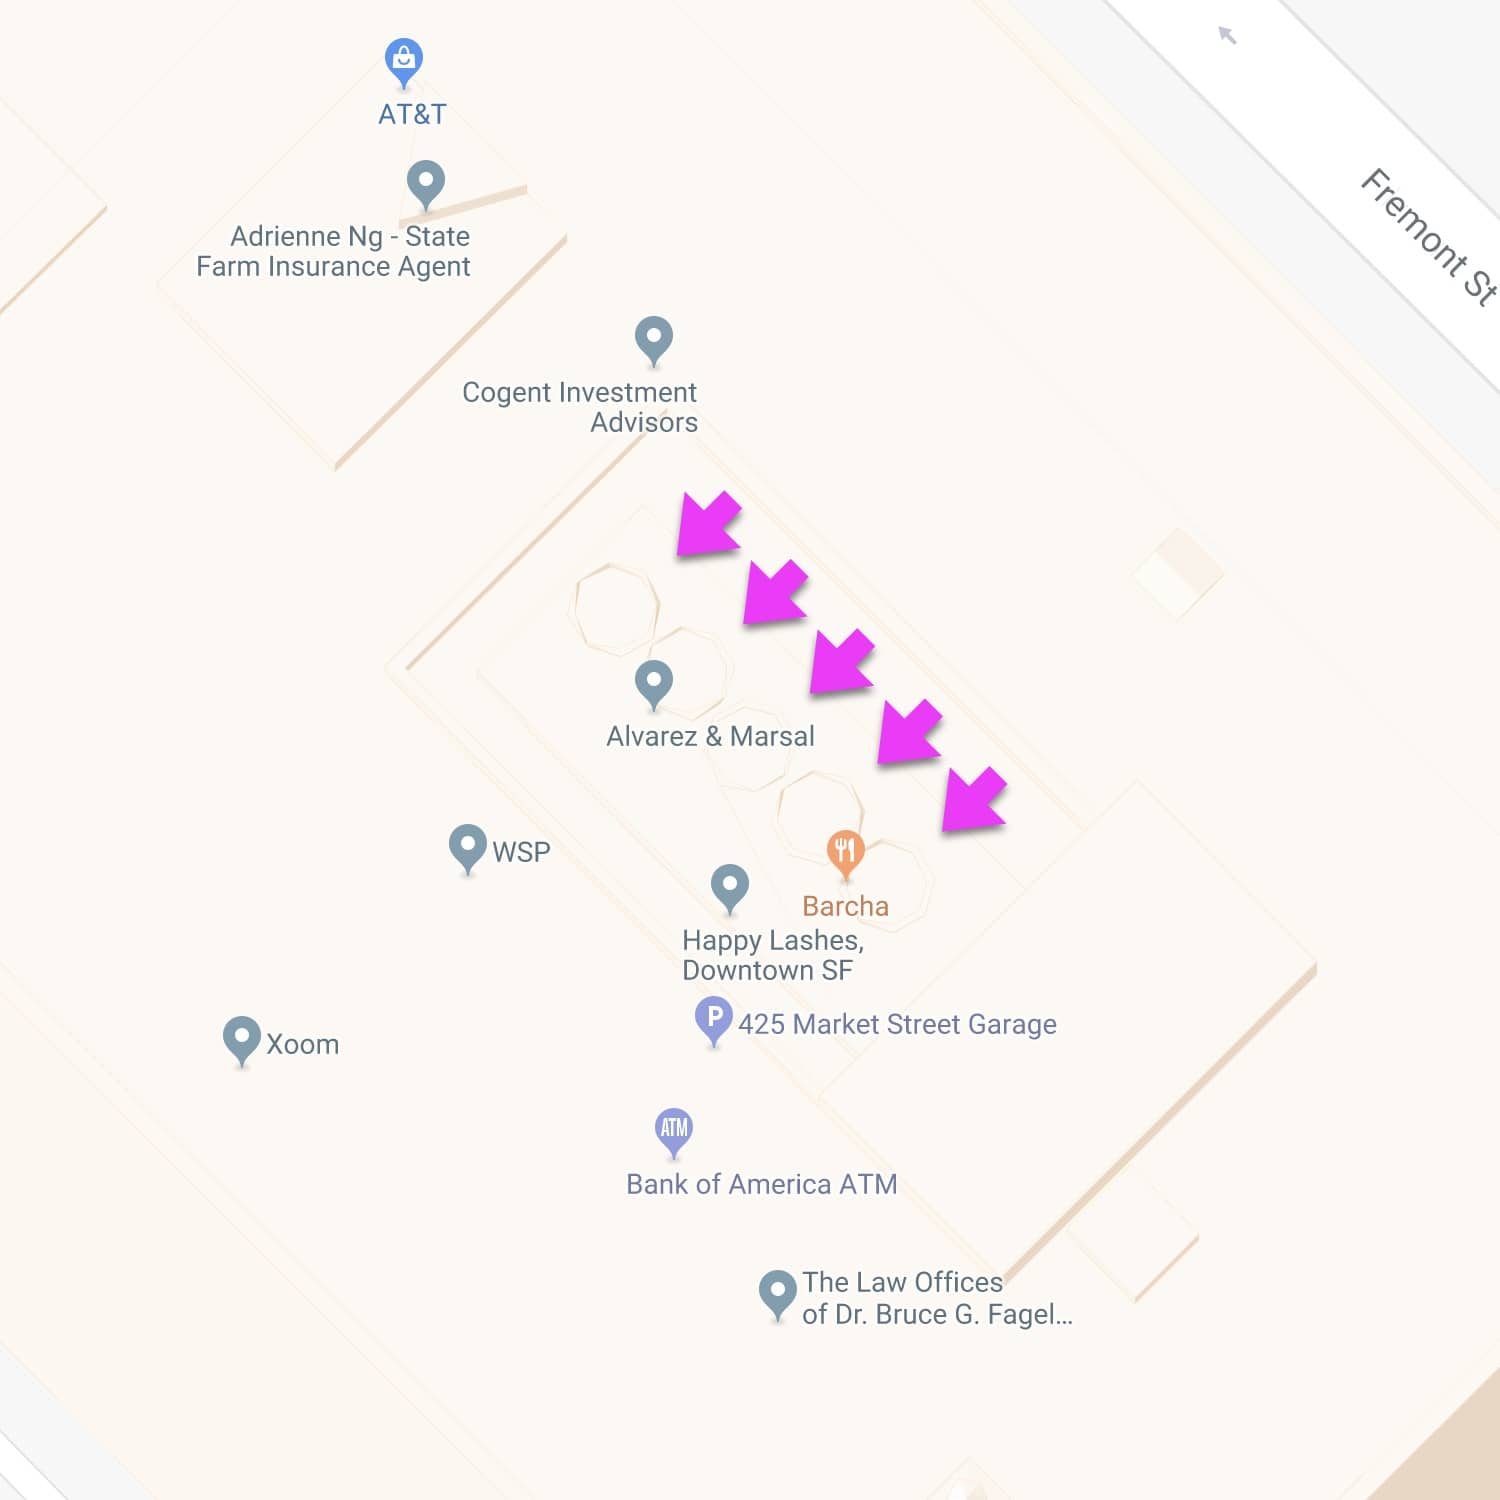 AT&T
Fremont St
Adrienne Ng - State
Farm Insurance Agent
Cogent Investment
Advisors
Alvarez & Marsal
WSP
Barcha
Happy Lashes,
Downtown SF
P
425 Market Street Garage
Xoom
ATM
Bank of America ATM
The Law Offices
of Dr. Bruce G. Fagel...